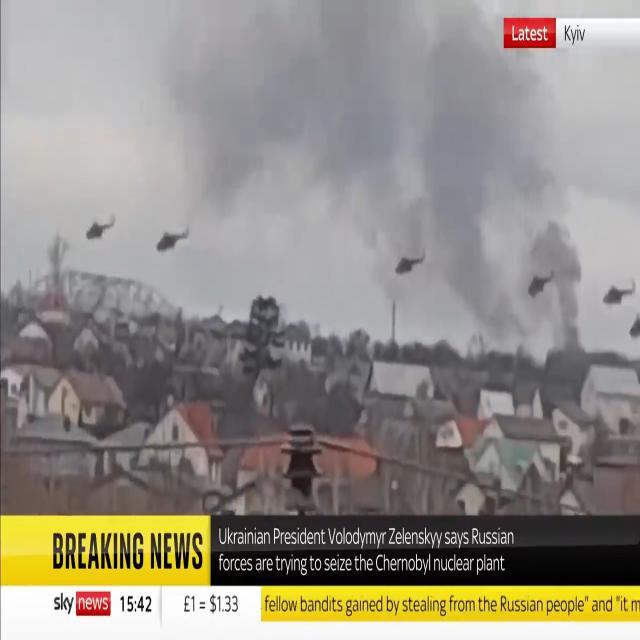 Latest Kyiv
BREAKING NEWS
Ukrainian President Volodymyr Zelenskyy says Russian
forces are trying to seize the Chernobyl nuclear plant
sky news 15:42 £1 = $1.33 fellow bandits gained by stealing from the Russian people" and "it m